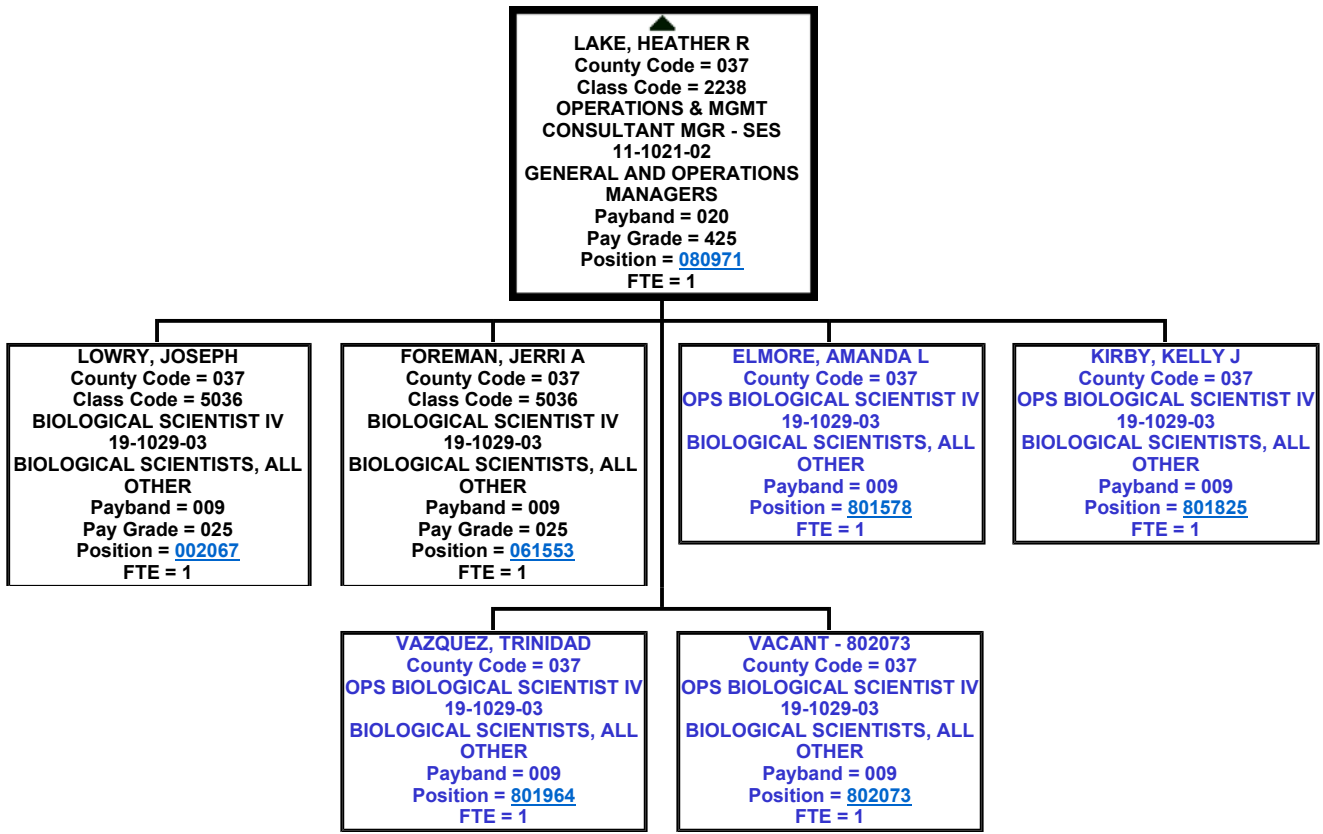 LAKE, HEATHER R
County Code = 037
Class Code = 2238
OPERATIONS & MGMT
CONSULTANT MGR - SES
11-1021-02
GENERAL AND OPERATIONS
MANAGERS
Payband = 020
Pay Grade = 425
Position = 080971
FTE = 1
LOWRY, JOSEPH
County Code = 037
Class Code = 5036
BIOLOGICAL SCIENTIST IV
19-1029-03
BIOLOGICAL SCIENTISTS, ALL
OTHER
Payband = 009
Pay Grade = 025
Position = 002067
FTE = 1
FOREMAN, JERRI A
County Code = 037
Class Code = 5036
BIOLOGICAL SCIENTIST IV
19-1029-03
BIOLOGICAL SCIENTISTS, ALL
OTHER
Payband = 009
Pay Grade = 025
Position = 061553
FTE = 1
ELMORE, AMANDA L
County Code = 037
OPS BIOLOGICAL SCIENTIST IV
19-1029-03
BIOLOGICAL SCIENTISTS, ALL
OTHER
Payband = 009
Position = 801578
FTE = 1
KIRBY, KELLY J
County Code = 037
OPS BIOLOGICAL SCIENTIST IV
19-1029-03
BIOLOGICAL SCIENTISTS, ALL
OTHER
Payband = 009
Position = 801825
FTE = 1
VAZQUEZ, TRINIDAD
County Code = 037
OPS BIOLOGICAL SCIENTIST IV
19-1029-03
BIOLOGICAL SCIENTISTS, ALL
OTHER
Payband = 009
Position = 801964
FTE = 1
VACANT - 802073
County Code = 037
OPS BIOLOGICAL SCIENTIST IV
19-1029-03
BIOLOGICAL SCIENTISTS, ALL
OTHER
Payband = 009
Position = 802073
FTE = 1